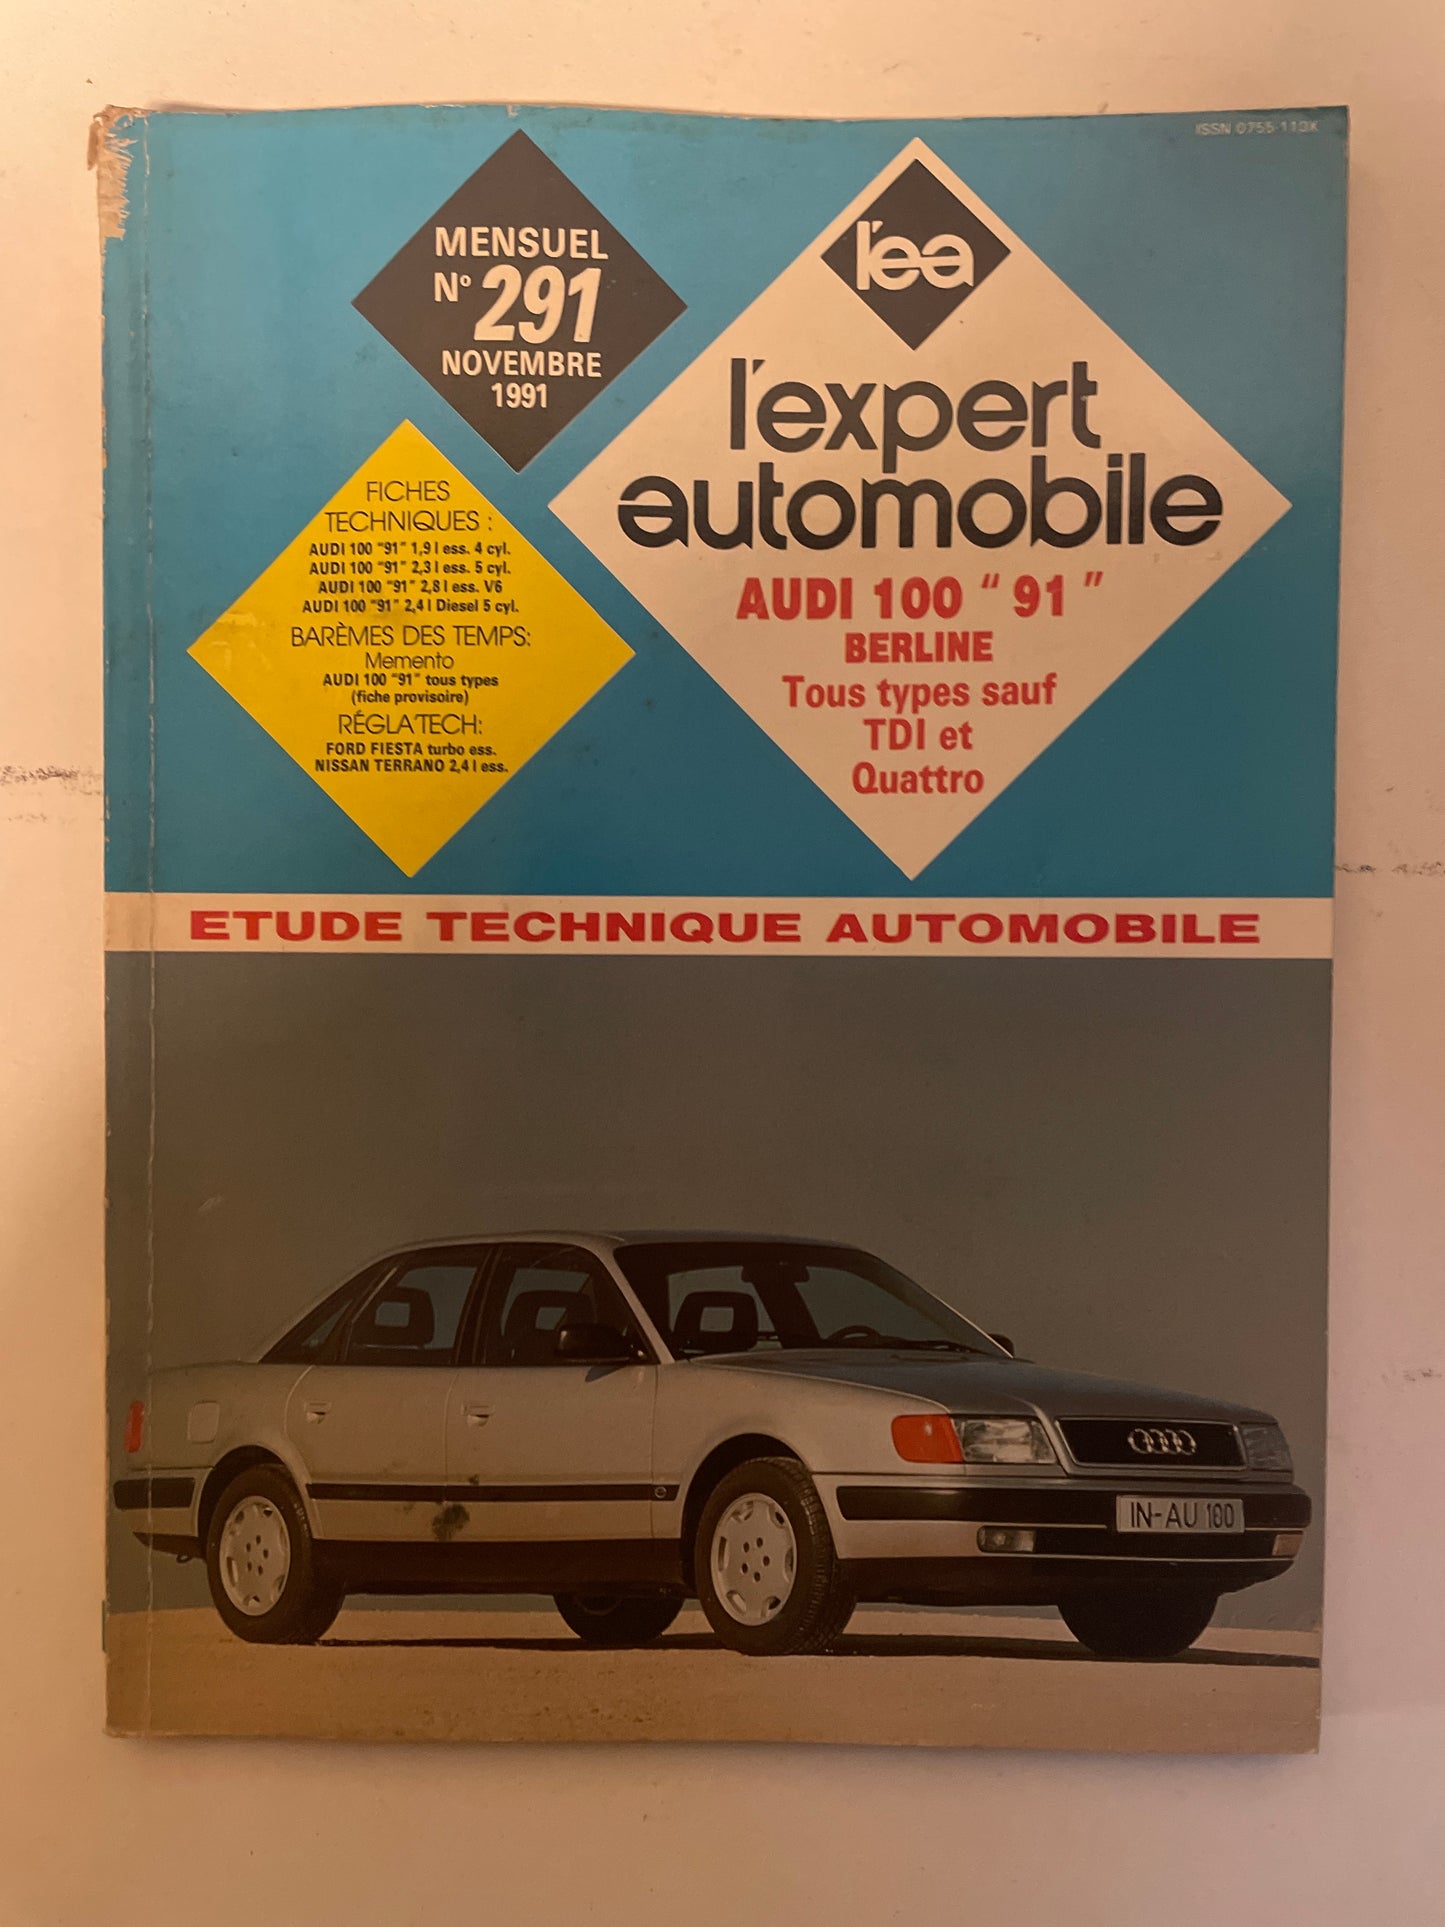 ISSN 0755-110X
MENSUEL
N° 291
NOVEMBRE
1991
l'ea
l'expert
automobile
AUDI 100 " 91 "
BERLINE
Tous types sauf
TDI et
Quattro
FICHES
TECHNIQUES :
AUDI 100 "91" 1,9 l ess. 4 cyl.
AUDI 100 "91" 2,3 l ess. 5 cyl.
AUDI 100 "91" 2,8 l ess. V6
AUDI 100 "91" 2,4 l Diesel 5 cyl.
BARÈMES DES TEMPS:
Memento
AUDI 100 "91" tous types
(fiche provisoire)
RÉGLA'TECH:
FORD FIESTA turbo ess.
NISSAN TERRANO 2,4 l ess.
ETUDE TECHNIQUE AUTOMOBILE
IN-AU 100